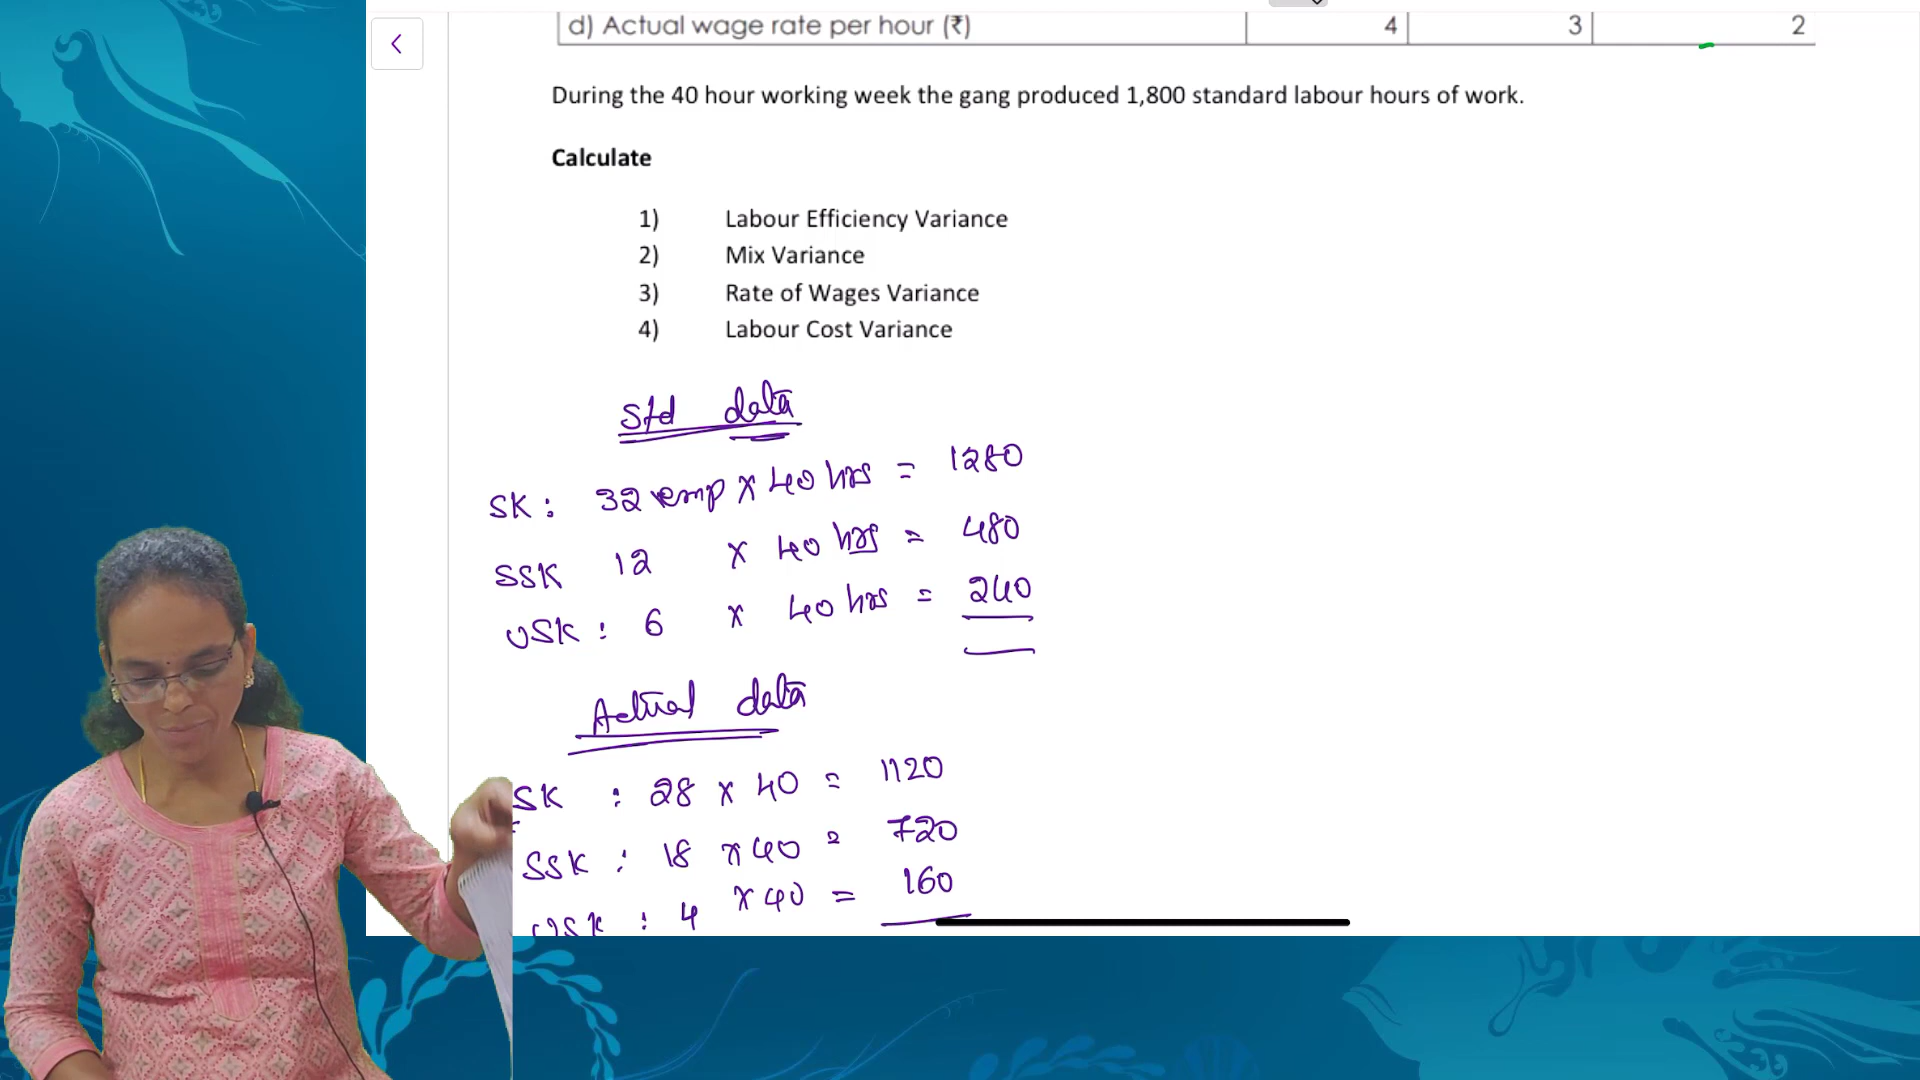 d) Actual wage rate per hour (₹) 4 3 2
During the 40 hour working week the gang produced 1,800 standard labour hours of work.
Calculate
1) Labour Efficiency Variance
2) Mix Variance
3) Rate of Wages Variance
4) Labour Cost Variance
Std data
SK : 32 emp x 40 hrs = 1280
SSK 12 x 40 hrs = 480
USK : 6 x 40 hrs = 240
Actual data
SK : 28 x 40 = 1120
SSK : 18 x 40 = 720
USK : 4 x 40 = 160